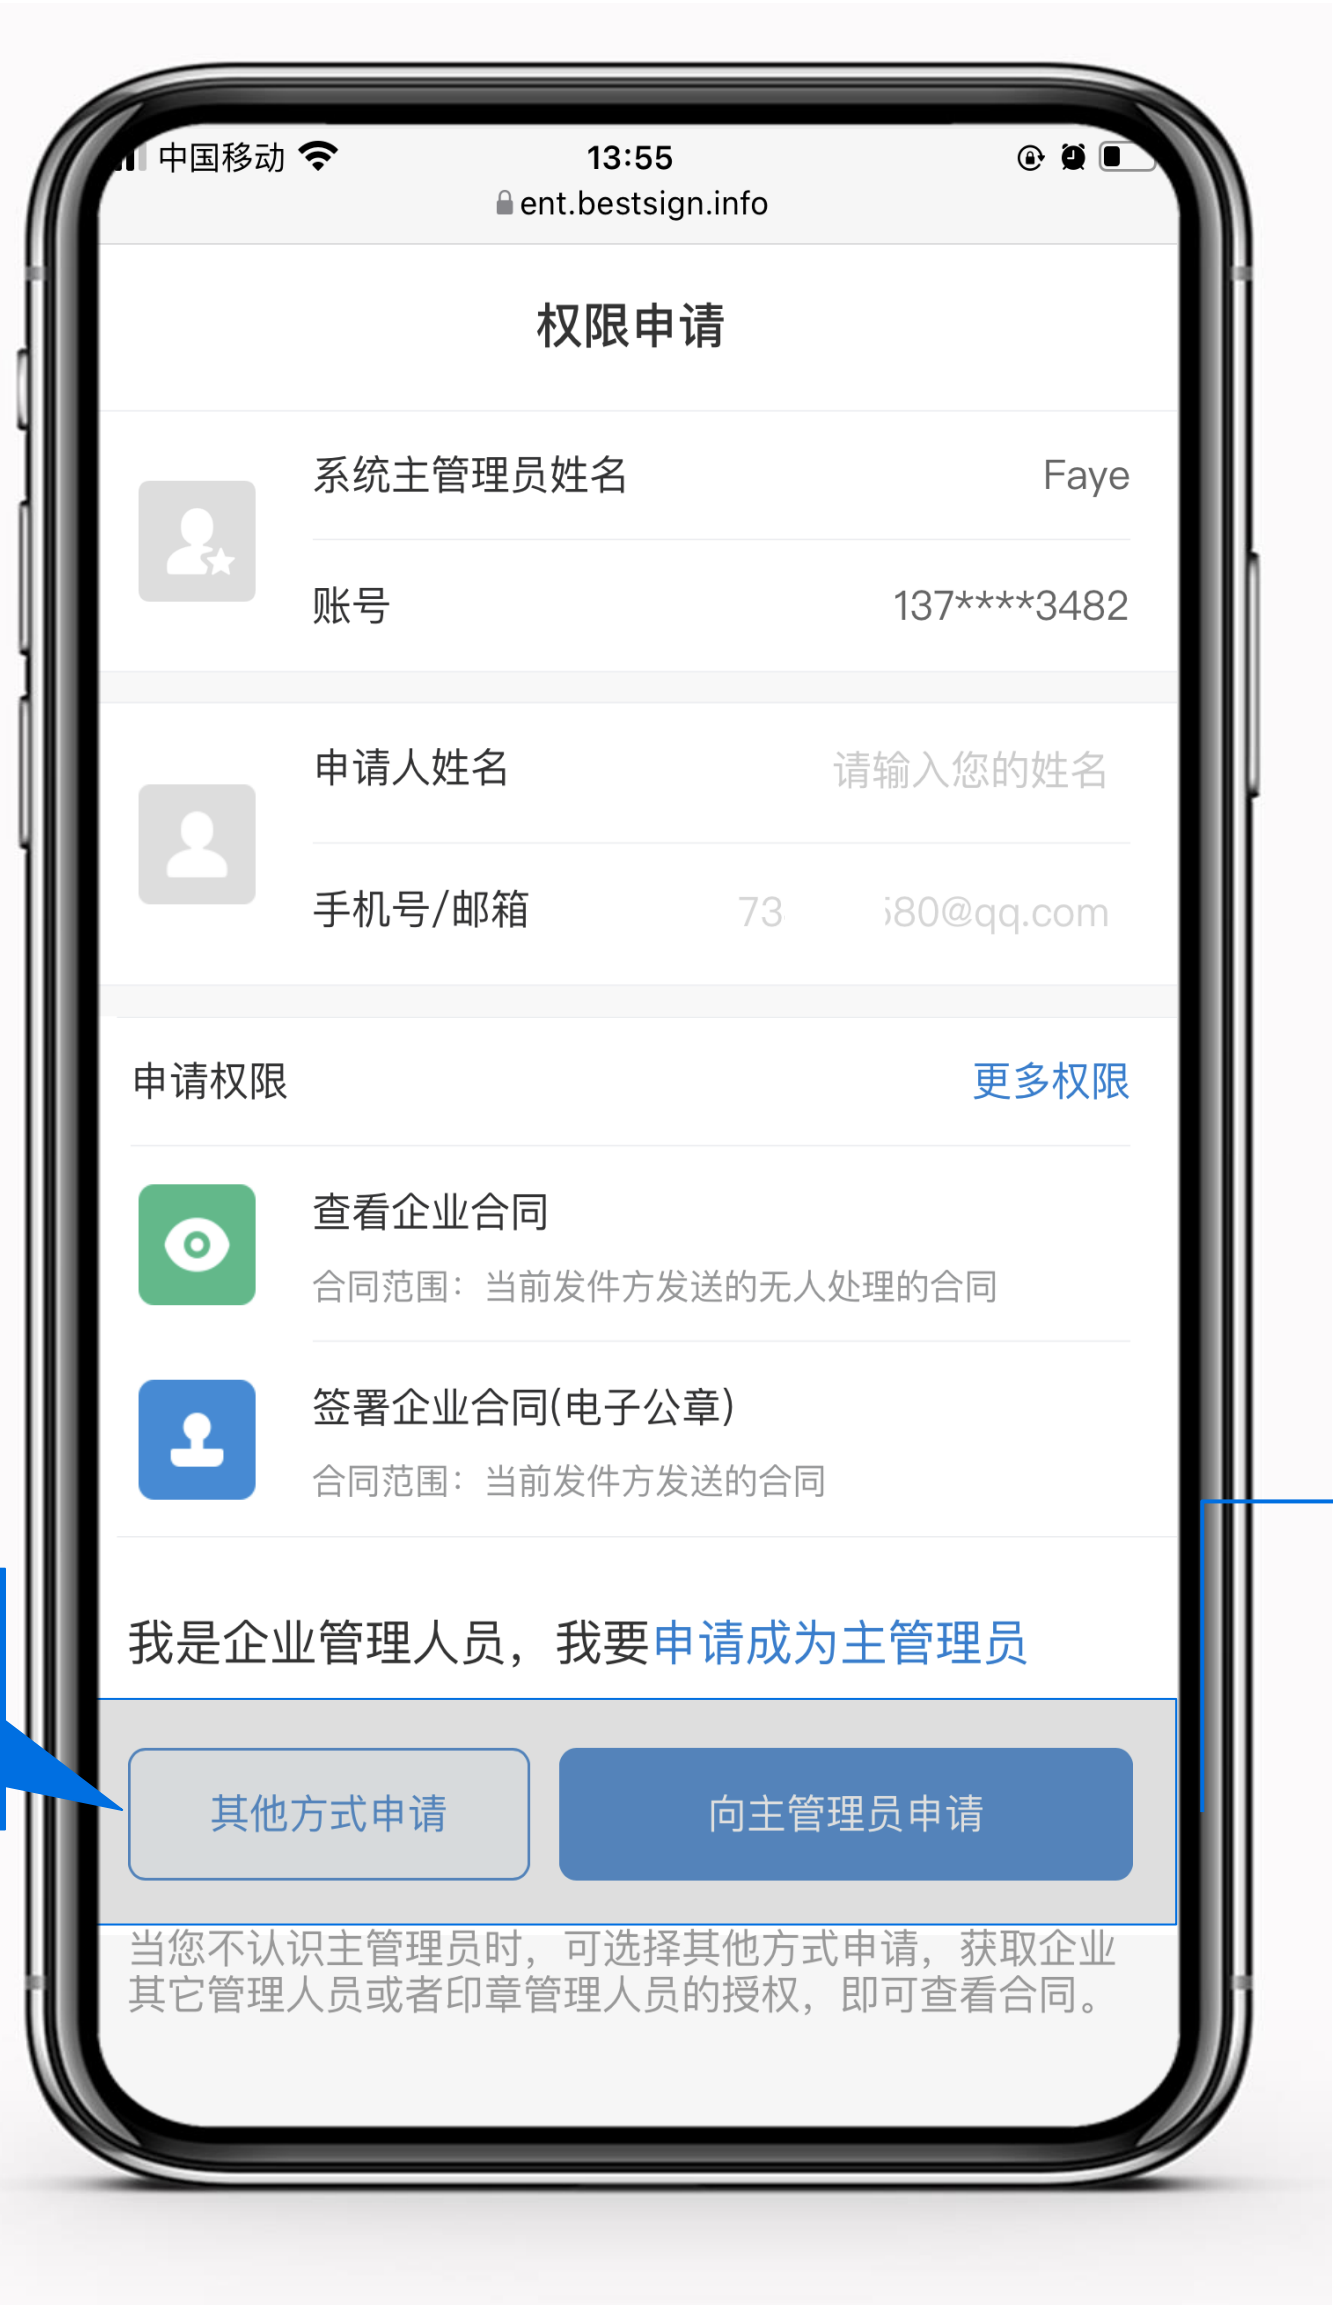 中国移动 13:55
ent.bestsign.info
权限申请
系统主管理员姓名 Faye
账号 137****3482
申请人姓名 请输入您的姓名
手机号/邮箱 73 580@qq.com
申请权限 更多权限
查看企业合同
合同范围：当前发件方发送的无人处理的合同
签署企业合同(电子公章)
合同范围：当前发件方发送的合同
我是企业管理人员，我要申请成为主管理员
其他方式申请 向主管理员申请
当您不认识主管理员时，可选择其他方式申请，获取企业
其它管理人员或者印章管理人员的授权，即可查看合同。